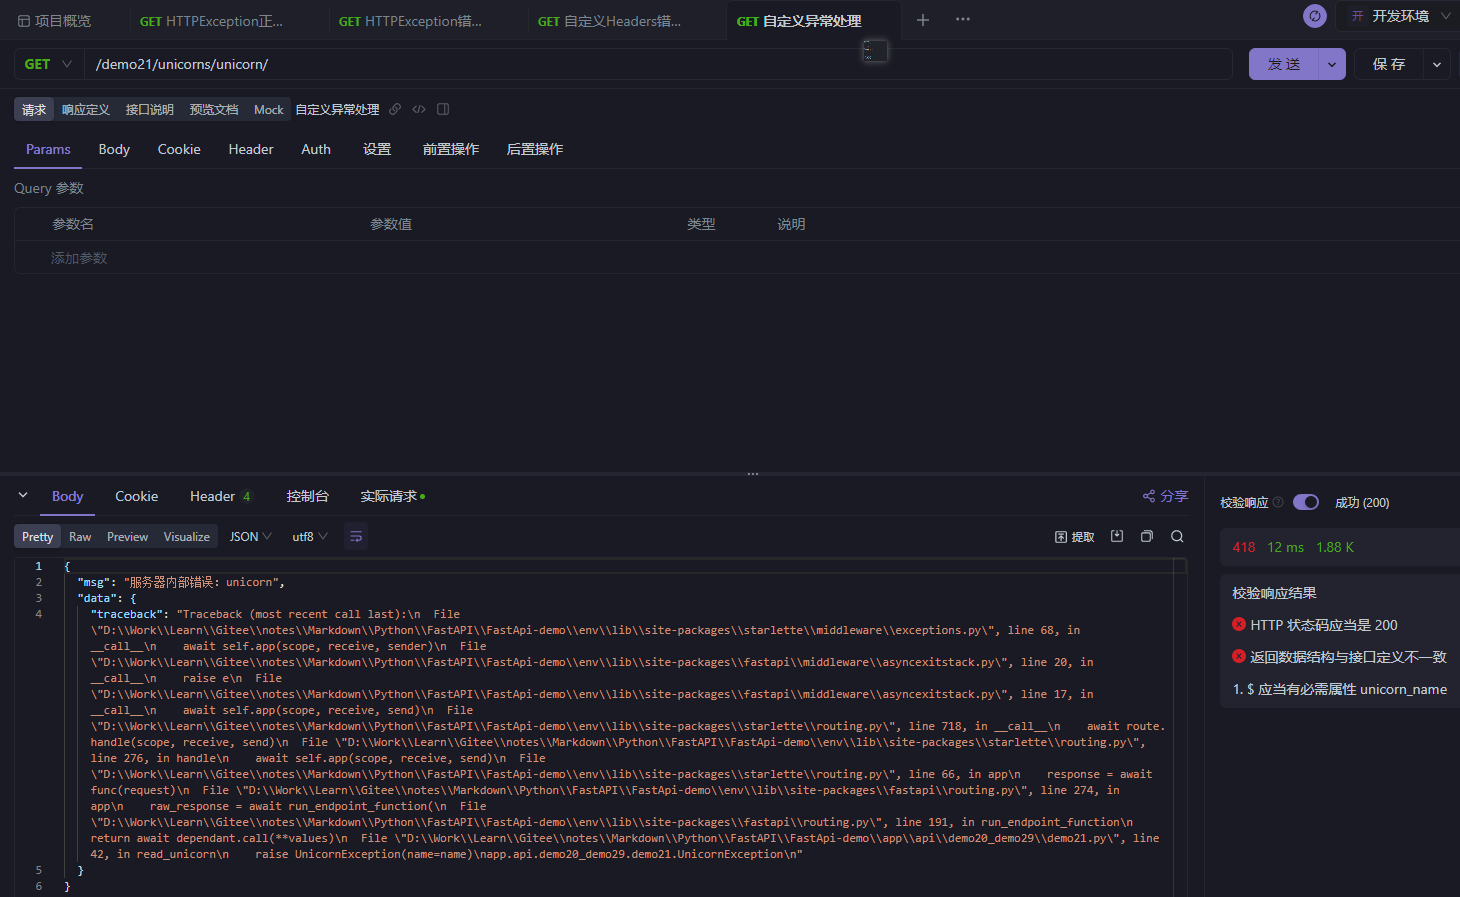 项目概览
GET HTTPException正...
GET HTTPException错...
GET 自定义Headers错...
GET 自定义异常处理
开 开发环境
GET /demo21/unicorns/unicorn/
发 送
保 存
请求 响应定义 接口说明 预览文档 Mock 自定义异常处理
Params Body Cookie Header Auth 设置 前置操作 后置操作
Query 参数
参数名 参数值 类型 说明
添加参数
Body Cookie Header 4 控制台 实际请求
分享
Pretty Raw Preview Visualize JSON utf8
提取
1 {
2 "msg": "服务器内部错误: unicorn",
3 "data": {
4 "traceback": "Traceback (most recent call last):\n  File
\"D:\\Work\\Learn\\Gitee\\notes\\Markdown\\Python\\FastAPI\\FastApi-demo\\env\\lib\\site-packages\\starlette\\middleware\\exceptions.py\", line 68, in
__call__\n    await self.app(scope, receive, sender)\n  File
\"D:\\Work\\Learn\\Gitee\\notes\\Markdown\\Python\\FastAPI\\FastApi-demo\\env\\lib\\site-packages\\fastapi\\middleware\\asyncexitstack.py\", line 20, in
__call__\n    raise e\n  File
\"D:\\Work\\Learn\\Gitee\\notes\\Markdown\\Python\\FastAPI\\FastApi-demo\\env\\lib\\site-packages\\fastapi\\middleware\\asyncexitstack.py\", line 17, in
__call__\n    await self.app(scope, receive, send)\n  File
\"D:\\Work\\Learn\\Gitee\\notes\\Markdown\\Python\\FastAPI\\FastApi-demo\\env\\lib\\site-packages\\starlette\\routing.py\", line 718, in __call__\n    await route.
handle(scope, receive, send)\n  File \"D:\\Work\\Learn\\Gitee\\notes\\Markdown\\Python\\FastAPI\\FastApi-demo\\env\\lib\\site-packages\\starlette\\routing.py\",
line 276, in handle\n    await self.app(scope, receive, send)\n  File
\"D:\\Work\\Learn\\Gitee\\notes\\Markdown\\Python\\FastAPI\\FastApi-demo\\env\\lib\\site-packages\\starlette\\routing.py\", line 66, in app\n    response = await
func(request)\n  File \"D:\\Work\\Learn\\Gitee\\notes\\Markdown\\Python\\FastAPI\\FastApi-demo\\env\\lib\\site-packages\\fastapi\\routing.py\", line 274, in
app\n    raw_response = await run_endpoint_function(\n  File
\"D:\\Work\\Learn\\Gitee\\notes\\Markdown\\Python\\FastAPI\\FastApi-demo\\env\\lib\\site-packages\\fastapi\\routing.py\", line 191, in run_endpoint_function\n
return await dependant.call(**values)\n  File \"D:\\Work\\Learn\\Gitee\\notes\\Markdown\\Python\\FastAPI\\FastApi-demo\\app\\api\\demo20_demo29\\demo21.py\", line
42, in read_unicorn\n    raise UnicornException(name=name)\napp.api.demo20_demo29.demo21.UnicornException\n"
5 }
6 }
校验响应 成功 (200)
418 12 ms 1.88 K
校验响应结果
HTTP 状态码应当是 200
返回数据结构与接口定义不一致
1. $ 应当有必需属性 unicorn_name